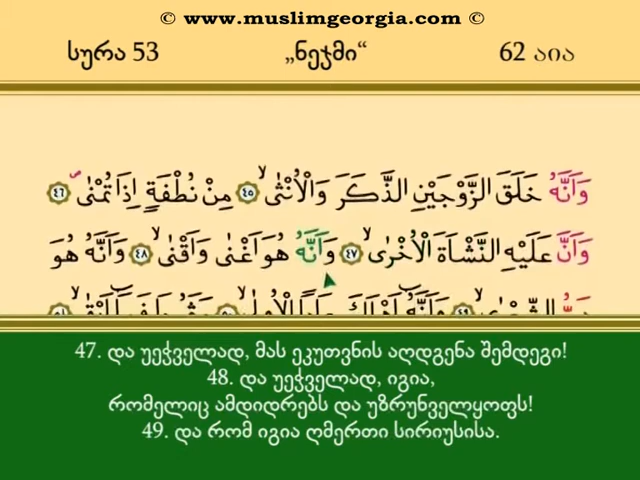 © www.muslimgeorgia.com ©
სურა 53 „ნეჯმი“ 62 აია
وَاَنَّهُ خَلَقَ الزَّوْجَيْنِ الذَّكَرَ وَالْاُنْثٰىۙ ٤٥ مِنْ نُطْفَةٍ اِذَا تُمْنٰىۖ ٤٦
وَاَنَّ عَلَيْهِ النَّشْاَةَ الْاُخْرٰىۙ ٤٧ وَاَنَّهُ هُوَ اَغْنٰى وَاَقْنٰىۙ ٤٨ وَاَنَّهُ هُوَ
47. და უეჭველად, მას ეკუთვნის აღდგენა შემდეგი!
48. და უეჭველად, იგია,
რომელიც ამდიდრებს და უზრუნველყოფს!
49. და რომ იგია ღმერთი სირიუსისა.